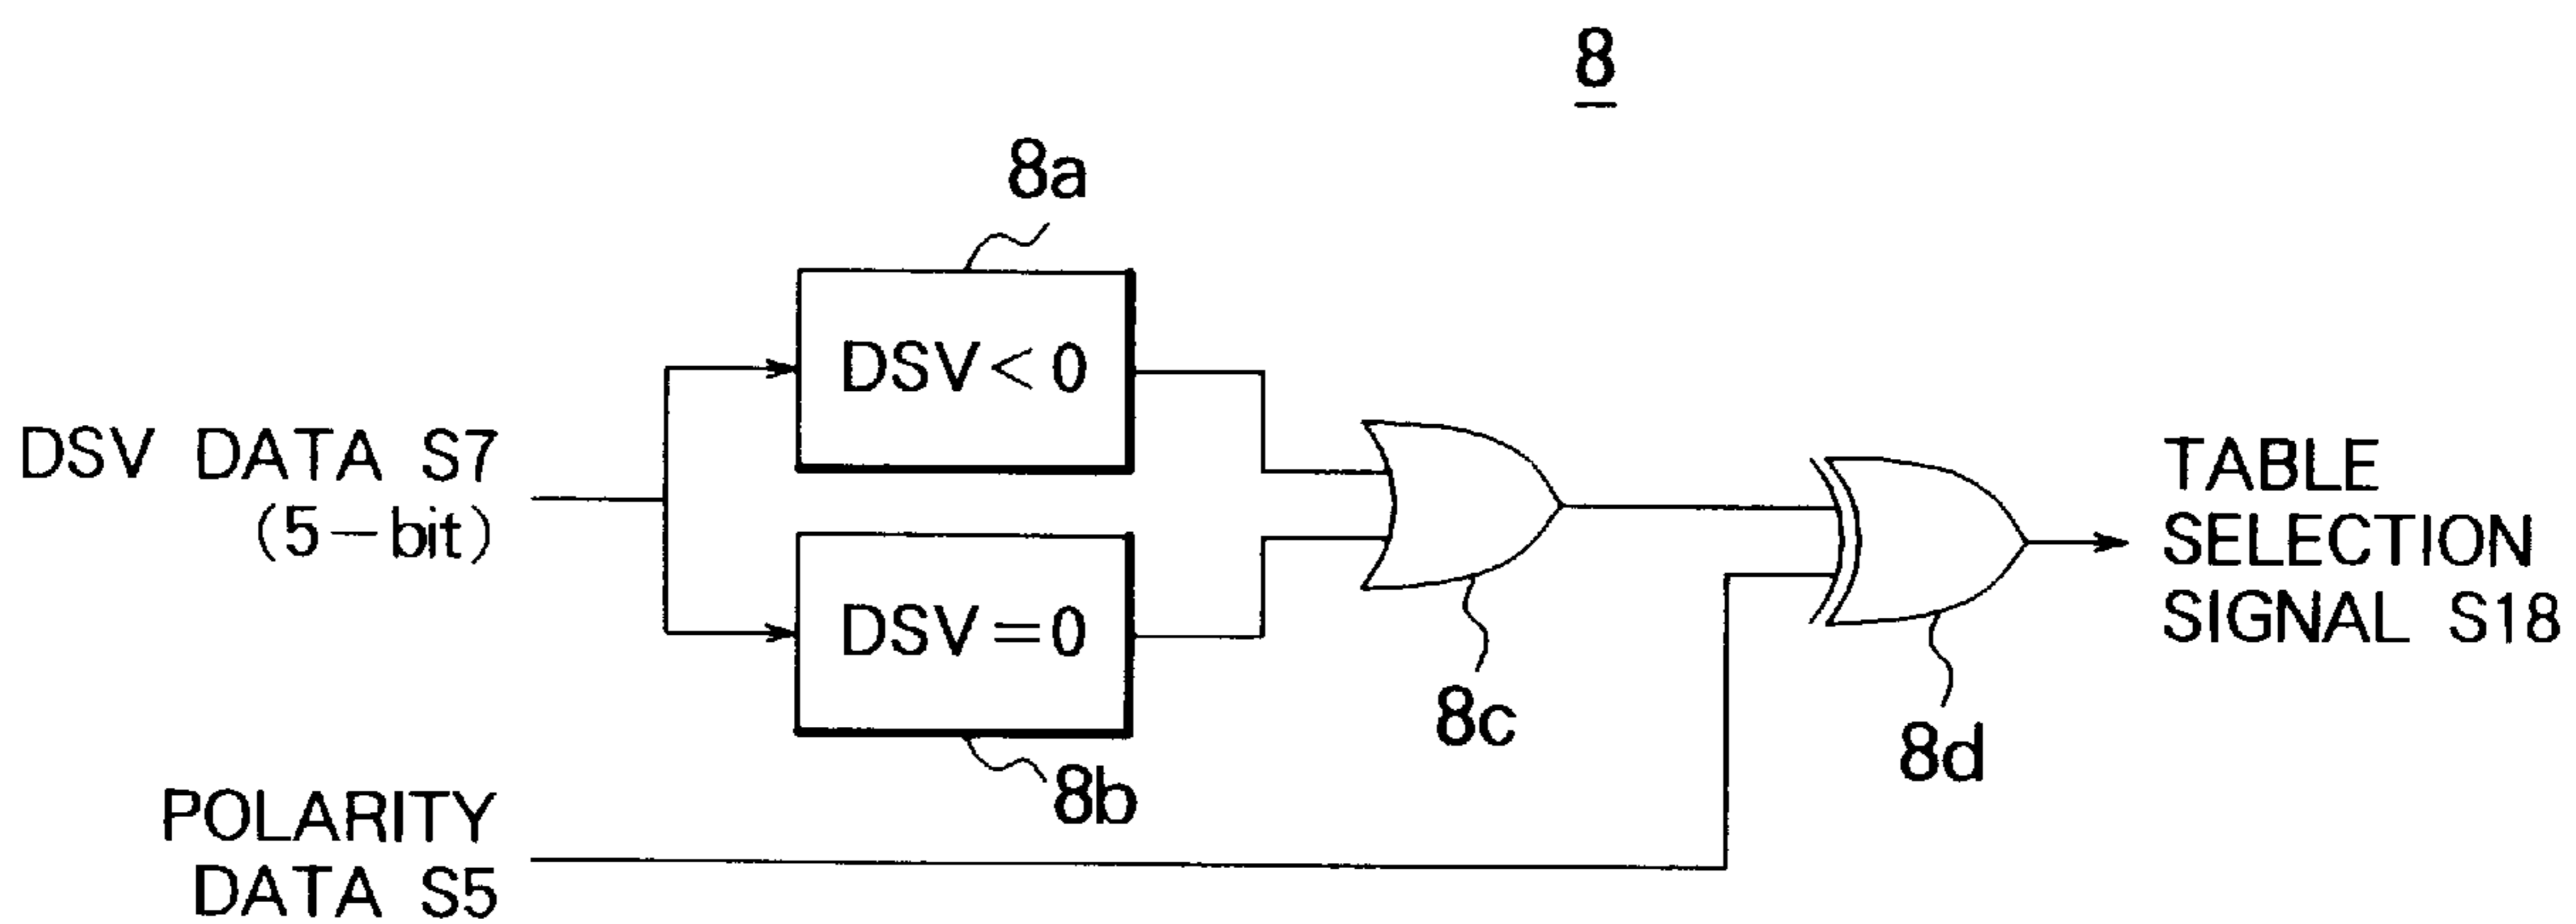 8
8a
DSV<0
DSV DATA S7
(5-bit)
DSV=0
8b
8c
8d
TABLE
SELECTION
SIGNAL S18
POLARITY
DATA S5